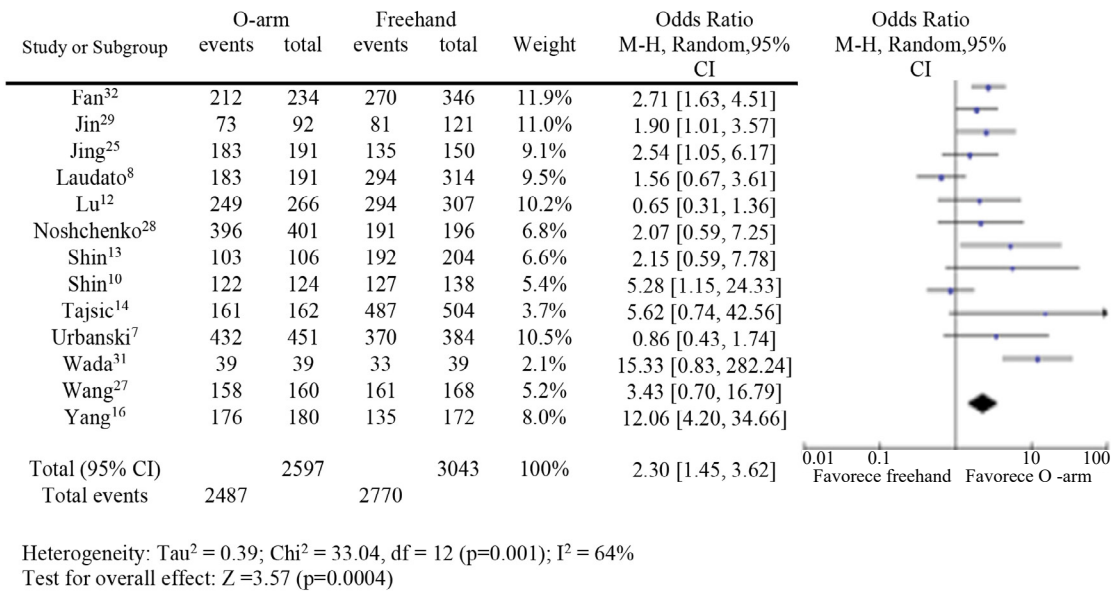 O-arm Freehand Odds Ratio Odds Ratio
Study or Subgroup events total events total Weight M-H, Random,95% CI M-H, Random,95% CI
Fan³² 212 234 270 346 11.9% 2.71 [1.63, 4.51]
Jin²⁹ 73 92 81 121 11.0% 1.90 [1.01, 3.57]
Jing²⁵ 183 191 135 150 9.1% 2.54 [1.05, 6.17]
Laudato⁸ 183 191 294 314 9.5% 1.56 [0.67, 3.61]
Lu¹² 249 266 294 307 10.2% 0.65 [0.31, 1.36]
Noshchenko²⁸ 396 401 191 196 6.8% 2.07 [0.59, 7.25]
Shin¹³ 103 106 192 204 6.6% 2.15 [0.59, 7.78]
Shin¹⁰ 122 124 127 138 5.4% 5.28 [1.15, 24.33]
Tajsic¹⁴ 161 162 487 504 3.7% 5.62 [0.74, 42.56]
Urbanski⁷ 432 451 370 384 10.5% 0.86 [0.43, 1.74]
Wada³¹ 39 39 33 39 2.1% 15.33 [0.83, 282.24]
Wang²⁷ 158 160 161 168 5.2% 3.43 [0.70, 16.79]
Yang¹⁶ 176 180 135 172 8.0% 12.06 [4.20, 34.66]
0.01 0.1 10 100
Total (95% CI) 2597 3043 100% 2.30 [1.45, 3.62]
Favorece freehand Favorece O -arm
Total events 2487 2770
Heterogeneity: Tau² = 0.39; Chi² = 33.04, df = 12 (p=0.001); I² = 64%
Test for overall effect: Z =3.57 (p=0.0004)